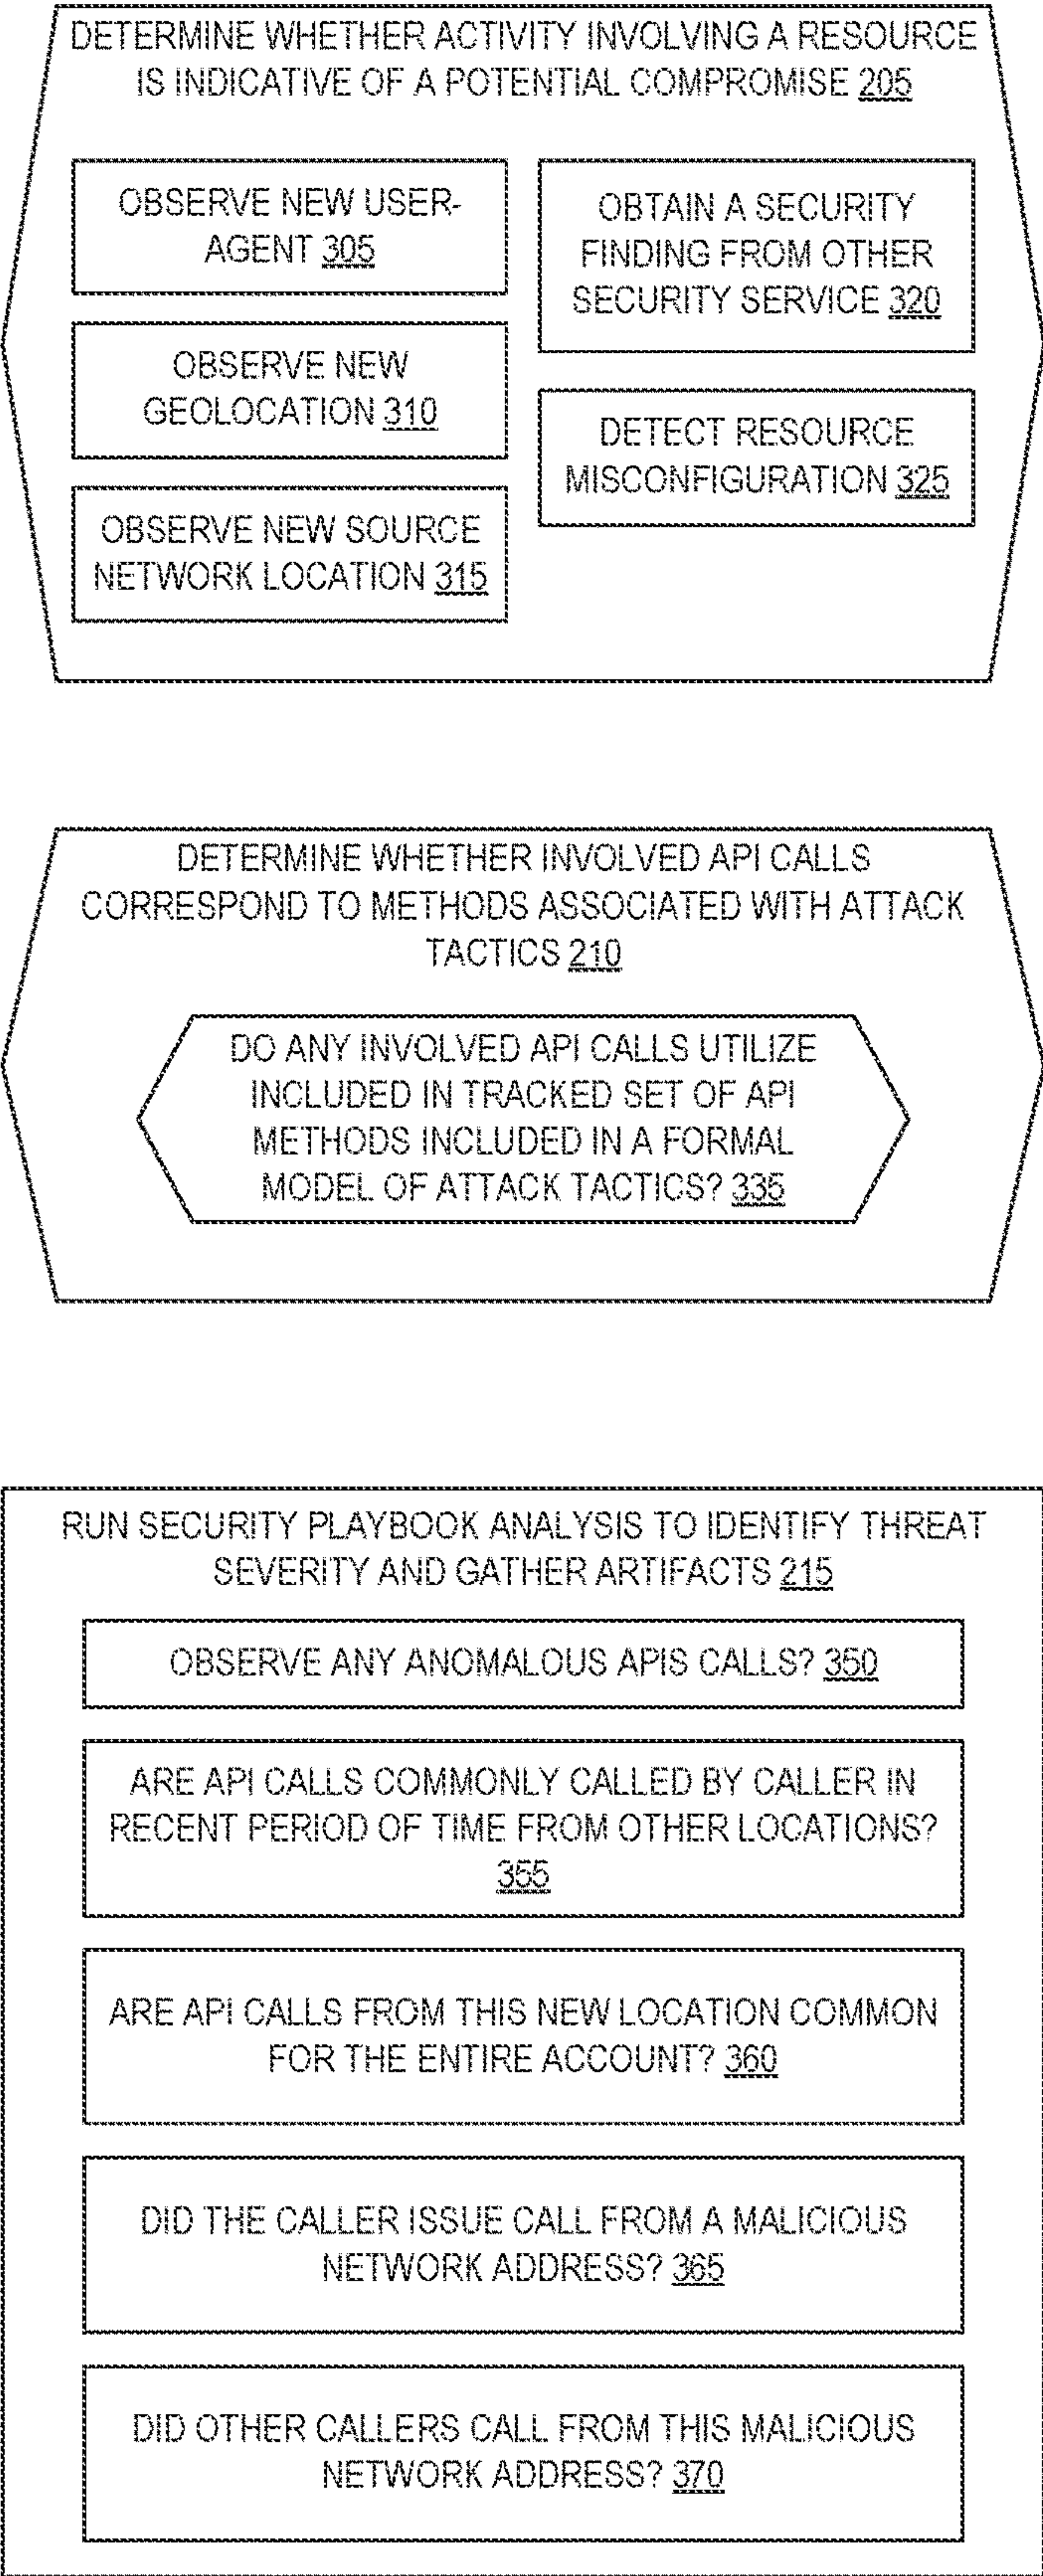 DETERMINE WHETHER ACTIVITY INVOLVING A RESOURCE
IS INDICATIVE OF A POTENTIAL COMPROMISE 205
OBSERVE NEW USER-
AGENT 305
OBSERVE NEW
GEOLOCATION 310
OBSERVE NEW SOURCE
NETWORK LOCATION 315
OBTAIN A SECURITY
FINDING FROM OTHER
SECURITY SERVICE 320
DETECT RESOURCE
MISCONFIGURATION 325
DETERMINE WHETHER INVOLVED API CALLS
CORRESPOND TO METHODS ASSOCIATED WITH ATTACK
TACTICS 210
DO ANY INVOLVED API CALLS UTILIZE
INCLUDED IN TRACKED SET OF API
METHODS INCLUDED IN A FORMAL
MODEL OF ATTACK TACTICS? 335
RUN SECURITY PLAYBOOK ANALYSIS TO IDENTIFY THREAT
SEVERITY AND GATHER ARTIFACTS 215
OBSERVE ANY ANOMALOUS APIS CALLS? 350
ARE API CALLS COMMONLY CALLED BY CALLER IN
RECENT PERIOD OF TIME FROM OTHER LOCATIONS?
355
ARE API CALLS FROM THIS NEW LOCATION COMMON
FOR THE ENTIRE ACCOUNT? 360
DID THE CALLER ISSUE CALL FROM A MALICIOUS
NETWORK ADDRESS? 365
DID OTHER CALLERS CALL FROM THIS MALICIOUS
NETWORK ADDRESS? 370